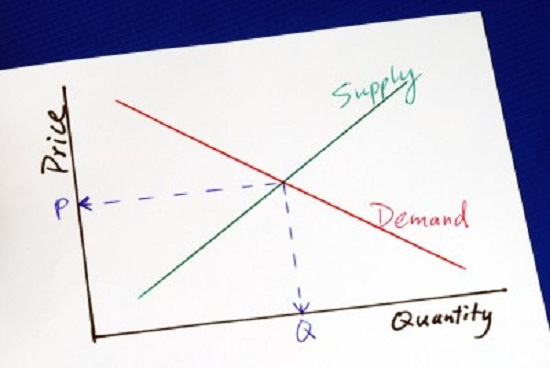 Supply
Price
P
Demand
Quantity
Q